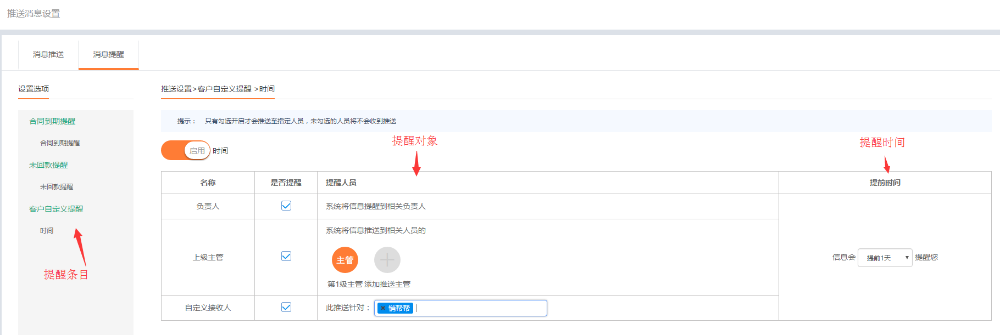 推送消息设置
消息推送
消息提醒
设置选项
推送设置>客户自定义提醒 >时间
合同到期提醒
合同到期提醒
未回款提醒
未回款提醒
客户自定义提醒
时间
提醒条目
提示： 只有勾选开启才会推送至指定人员，未勾选的人员将不会收到推送
提醒对象
提醒时间
启用 时间
名称 是否提醒 提醒人员 提前时间
负责人 系统将信息提醒到相关负责人
上级主管 系统将信息推送到相关人员的
主管
第1级主管 添加推送主管
信息会 提前1天 提醒您
自定义接收人 此推送针对： × 销帮帮